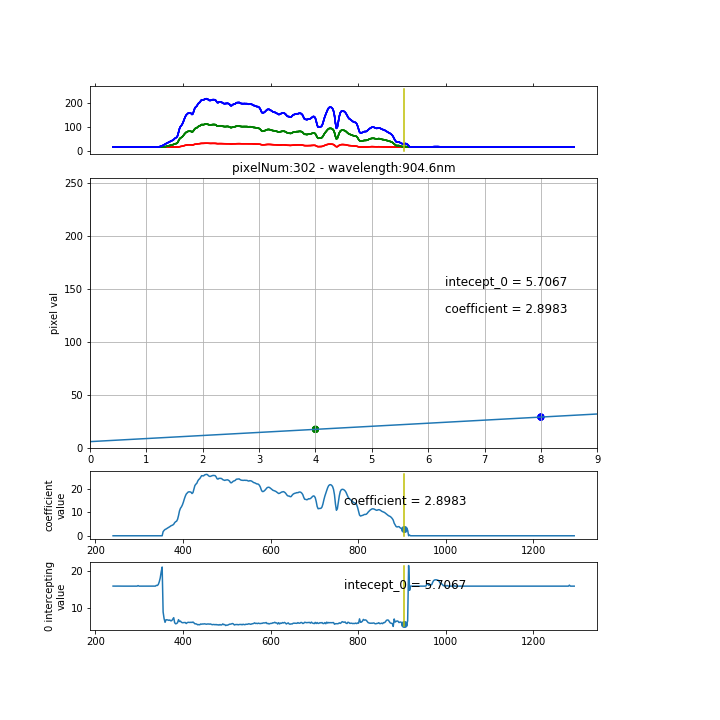 200
100
0
pixelNum:302 - wavelength:904.6nm
250
200
150
100
50
0
pixel val
intecept_0 = 5.7067
coefficient = 2.8983
0 1 2 3 4 5 6 7 8 9
coefficient
value
20
10
0
coefficient = 2.8983
200 400 600 800 1000 1200
0 intercepting
value
20
10
intecept_0 = 5.7067
200 400 600 800 1000 1200